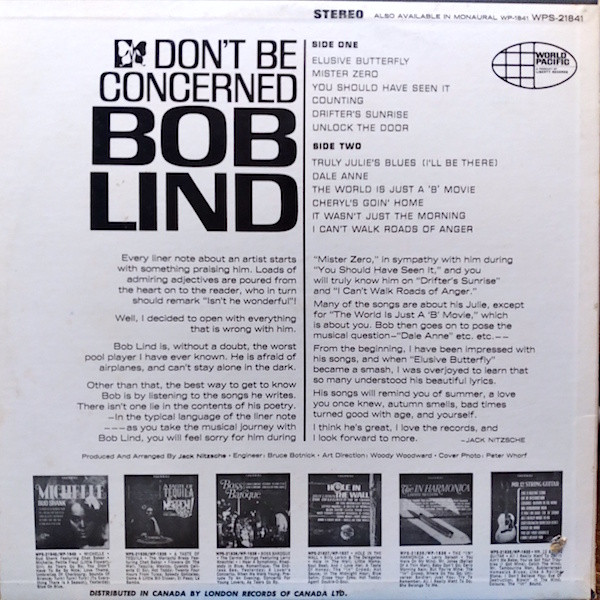 STEREO ALSO AVAILABLE IN MONAURAL WP-1841 WPS-21841
DON'T BE
CONCERNED
BOB
LIND
SIDE ONE
ELUSIVE BUTTERFLY
MISTER ZERO
YOU SHOULD HAVE SEEN IT
COUNTING
DRIFTER'S SUNRISE
UNLOCK THE DOOR
SIDE TWO
TRULY JULIE'S BLUES (I'LL BE THERE)
DALE ANNE
THE WORLD IS JUST A 'B' MOVIE
CHERYL'S GOIN' HOME
IT WASN'T JUST THE MORNING
I CAN'T WALK ROADS OF ANGER
WORLD
PACIFIC
Every liner note about an artist starts
with something praising him. Loads of
admiring adjectives are poured from
the heart on to the reader, who in turn
should remark "Isn't he wonderful"!
Well, I decided to open with everything
that is wrong with him.
Bob Lind is, without a doubt, the worst
pool player I have ever known. He is afraid of
airplanes, and can't stay alone in the dark.
Other than that, the best way to get to know
Bob is by listening to the songs he writes.
There isn't one lie in the contents of his poetry.
—In the typical language of the liner note
———as you take the musical journey with
Bob Lind, you will feel sorry for him during
"Mister Zero," in sympathy with him during
"You Should Have Seen It," and you
will truly know him on "Drifter's Sunrise"
and "I Can't Walk Roads of Anger."
Many of the songs are about his Julie, except
for "The World Is Just A 'B' Movie," which
is about you. Bob then goes on to pose the
musical question—"Dale Anne" etc. etc.——
From the beginning, I have been impressed with
his songs, and when "Elusive Butterfly"
became a smash, I was overjoyed to learn that
so many understood his beautiful lyrics.
His songs will remind you of summer, a love
you once knew, autumn smells, bad times
turned good with age, and yourself.
I think he's great, I love the records, and
I look forward to more. —JACK NITZSCHE
Produced And Arranged By Jack Nitzsche • Engineer: Bruce Botnick • Art Direction: Woody Woodward • Cover Photo: Peter Whorf
MICHELLE
BUD SHANK
A TASTE OF
TEQUILA
Bossa
Baroque
HOLE IN
THE WALL
IN HARMONICA
12 STRING GUITAR
DISTRIBUTED IN CANADA BY LONDON RECORDS OF CANADA LTD.